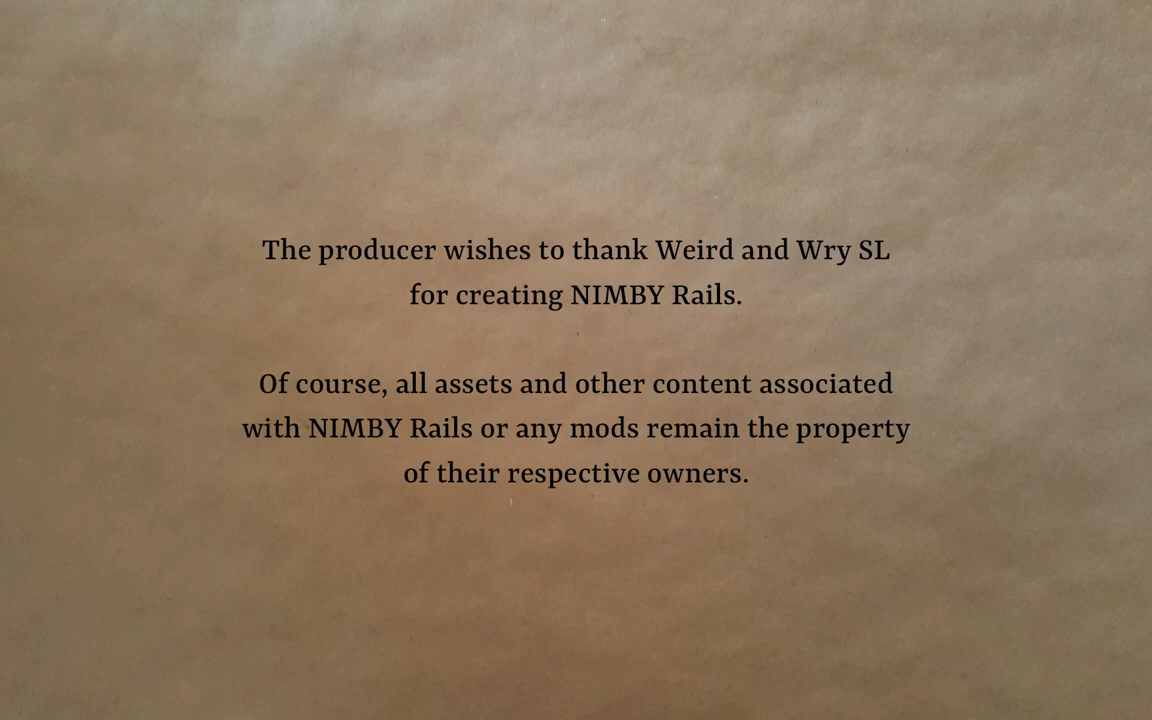 The producer wishes to thank Weird and Wry SL
for creating NIMBY Rails.
Of course, all assets and other content associated
with NIMBY Rails or any mods remain the property
of their respective owners.